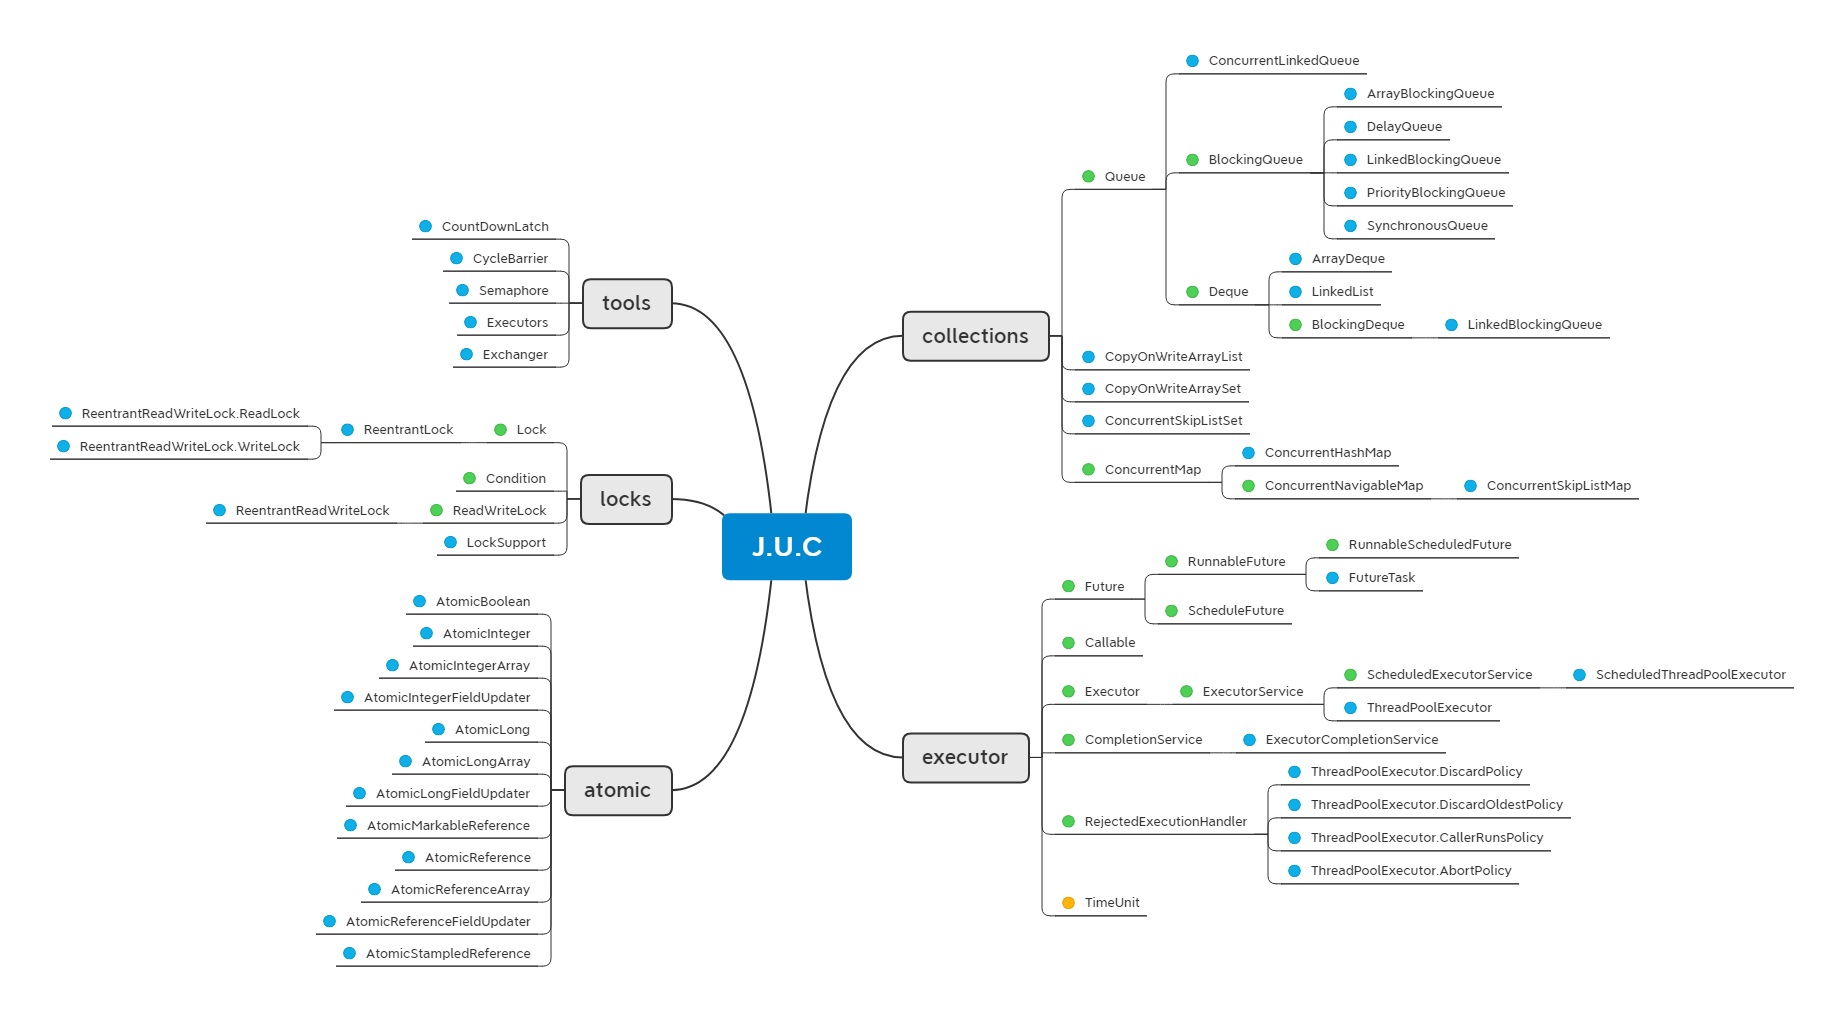 J.U.C
tools
CountDownLatch
CycleBarrier
Semaphore
Executors
Exchanger
locks
Lock
ReentrantLock
ReentrantReadWriteLock.ReadLock
ReentrantReadWriteLock.WriteLock
Condition
ReadWriteLock
ReentrantReadWriteLock
LockSupport
atomic
AtomicBoolean
AtomicInteger
AtomicIntegerArray
AtomicIntegerFieldUpdater
AtomicLong
AtomicLongArray
AtomicLongFieldUpdater
AtomicMarkableReference
AtomicReference
AtomicReferenceArray
AtomicReferenceFieldUpdater
AtomicStampledReference
collections
Queue
ConcurrentLinkedQueue
BlockingQueue
ArrayBlockingQueue
DelayQueue
LinkedBlockingQueue
PriorityBlockingQueue
SynchronousQueue
Deque
ArrayDeque
LinkedList
BlockingDeque
LinkedBlockingQueue
CopyOnWriteArrayList
CopyOnWriteArraySet
ConcurrentSkipListSet
ConcurrentMap
ConcurrentHashMap
ConcurrentNavigableMap
ConcurrentSkipListMap
executor
Future
RunnableFuture
RunnableScheduledFuture
FutureTask
ScheduleFuture
Callable
Executor
ExecutorService
ScheduledExecutorService
ScheduledThreadPoolExecutor
ThreadPoolExecutor
CompletionService
ExecutorCompletionService
RejectedExecutionHandler
ThreadPoolExecutor.DiscardPolicy
ThreadPoolExecutor.DiscardOldestPolicy
ThreadPoolExecutor.CallerRunsPolicy
ThreadPoolExecutor.AbortPolicy
TimeUnit